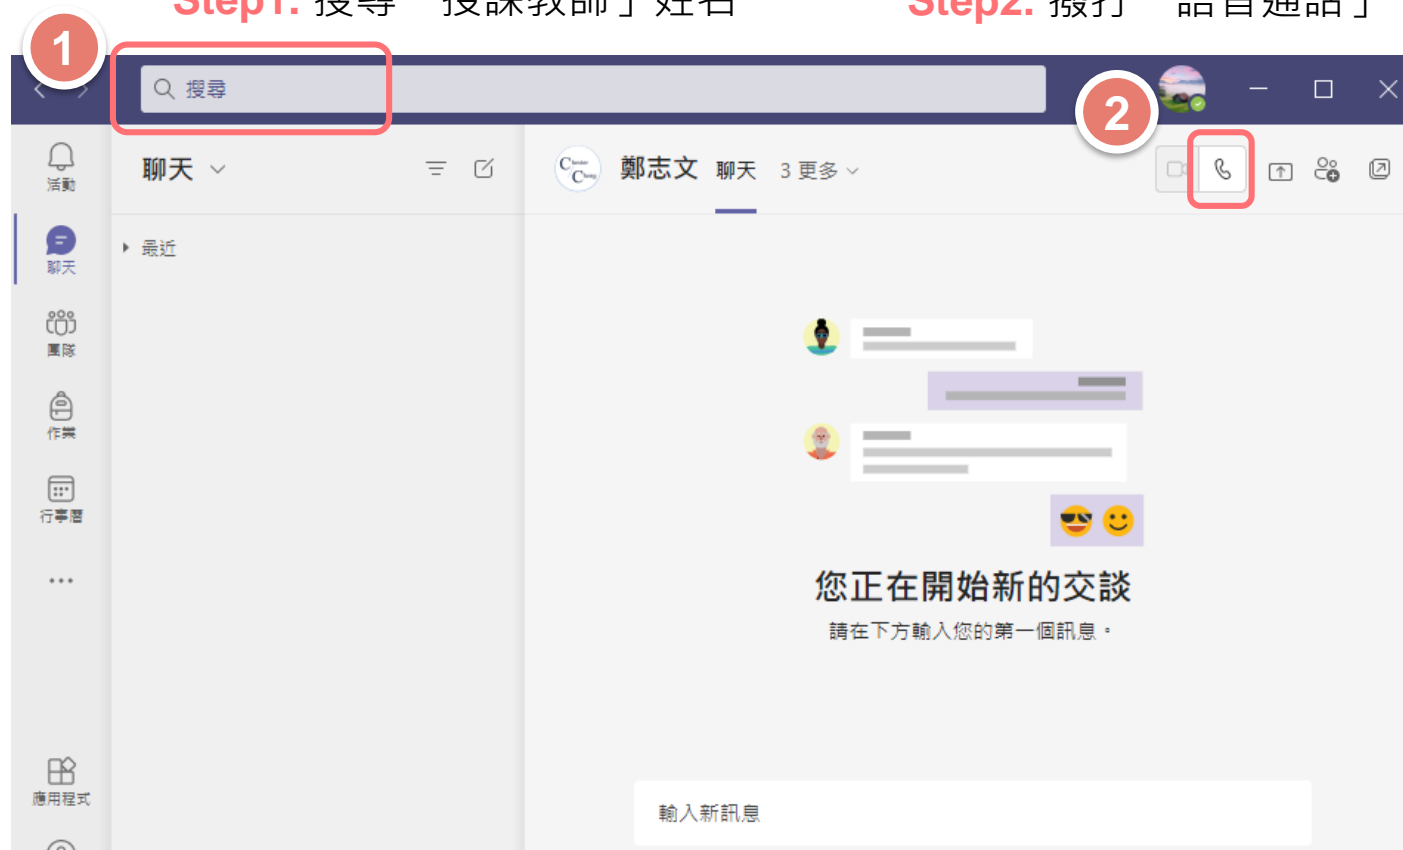 Step1. 搜尋「授課教師」姓名
Step2. 撥打「語音通話」
1
搜尋
2
活動
聊天
鄭志文 聊天 3 更多
Chester
Cheng
聊天
最近
團隊
作業
行事曆
您正在開始新的交談
請在下方輸入您的第一個訊息。
應用程式
輸入新訊息